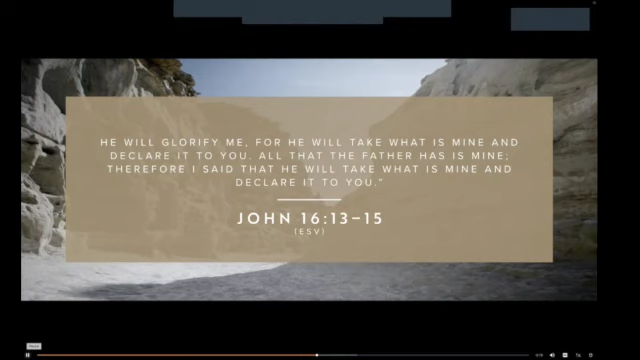 HE WILL GLORIFY ME, FOR HE WILL TAKE WHAT IS MINE AND
DECLARE IT TO YOU. ALL THAT THE FATHER HAS IS MINE;
THEREFORE I SAID THAT HE WILL TAKE WHAT IS MINE AND
DECLARE IT TO YOU.”
JOHN 16:13–15
(ESV)